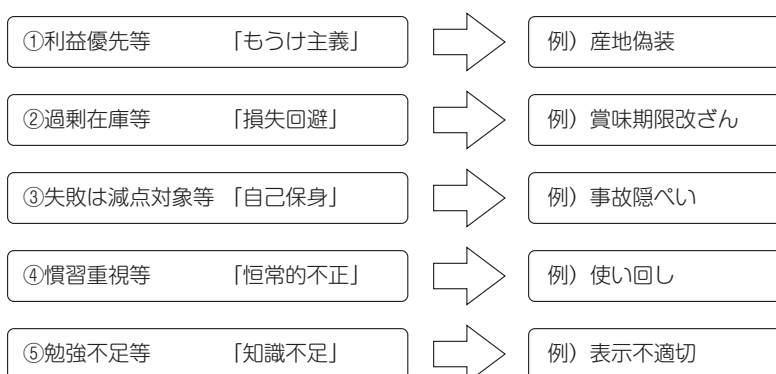 ①利益優先等 「もうけ主義」 例）産地偽装
②過剰在庫等 「損失回避」 例）賞味期限改ざん
③失敗は減点対象等 「自己保身」 例）事故隠ぺい
④慣習重視等 「恒常的不正」 例）使い回し
⑤勉強不足等 「知識不足」 例）表示不適切